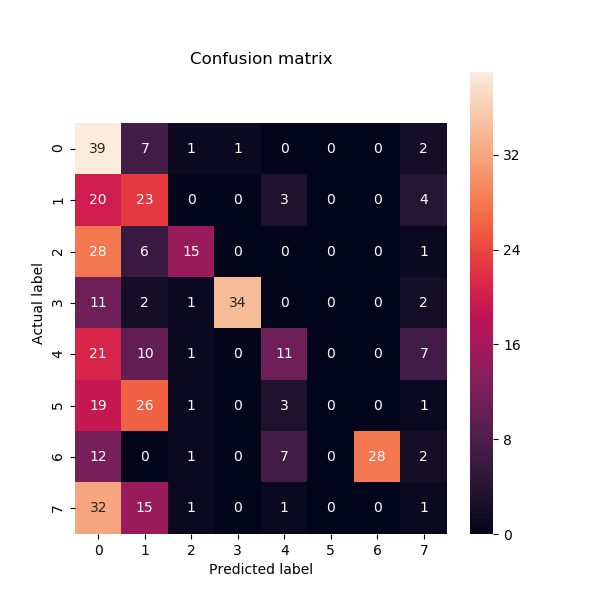 Confusion matrix
Actual label
0 39 7 1 1 0 0 0 2
1 20 23 0 0 3 0 0 4
2 28 6 15 0 0 0 0 1
3 11 2 1 34 0 0 0 2
4 21 10 1 0 11 0 0 7
5 19 26 1 0 3 0 0 1
6 12 0 1 0 7 0 28 2
7 32 15 1 0 1 0 0 1
0 1 2 3 4 5 6 7
Predicted label
32
24
16
8
0